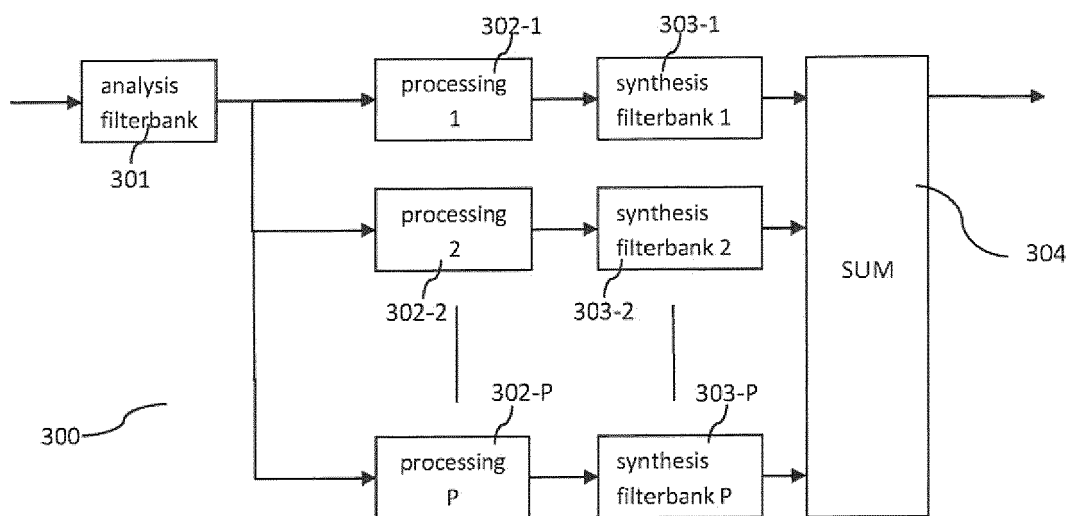 302-1
303-1
analysis
filterbank
301
processing
1
synthesis
filterbank 1
processing
2
synthesis
filterbank 2
302-2
303-2
SUM
304
302-P
303-P
300
processing
P
synthesis
filterbank P